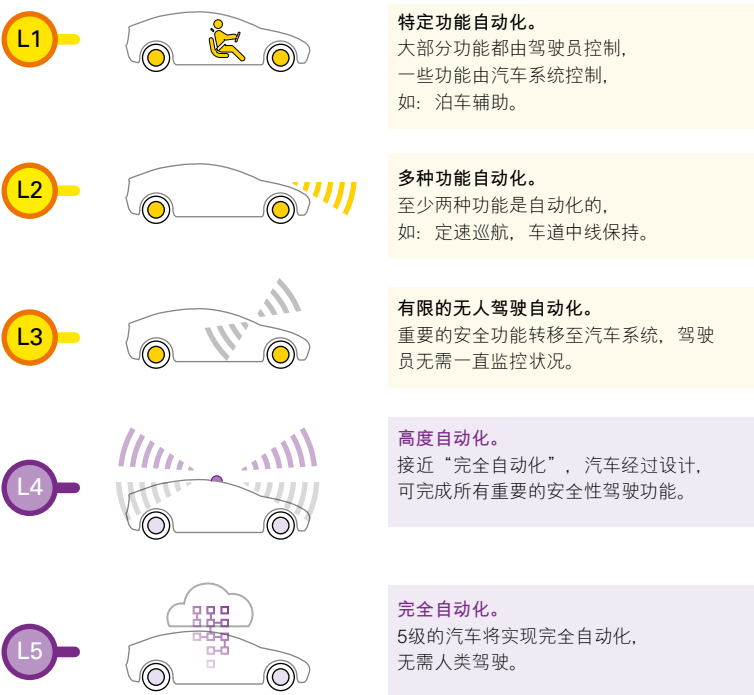 L1
特定功能自动化。
大部分功能都由驾驶员控制,
一些功能由汽车系统控制,
如: 泊车辅助。
L2
多种功能自动化。
至少两种功能是自动化的,
如: 定速巡航, 车道中线保持。
L3
有限的无人驾驶自动化。
重要的安全功能转移至汽车系统, 驾驶
员无需一直监控状况。
L4
高度自动化。
接近“完全自动化”, 汽车经过设计,
可完成所有重要的安全性驾驶功能。
L5
完全自动化。
5级的汽车将实现完全自动化,
无需人类驾驶。